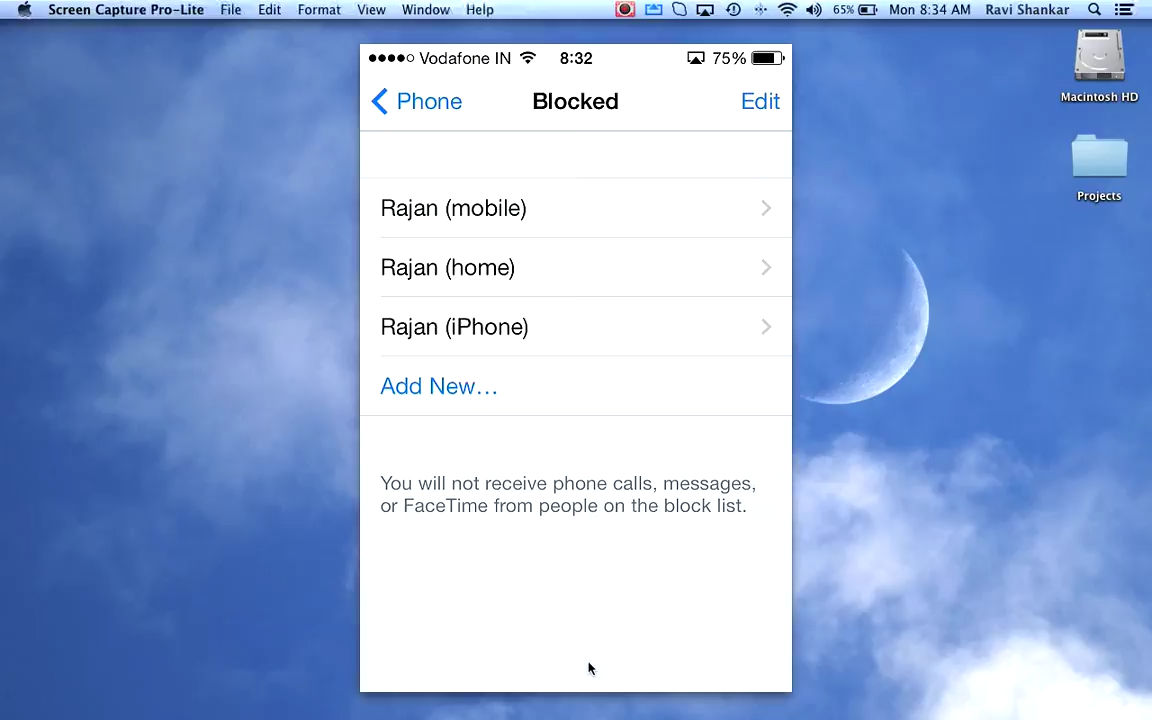 Screen Capture Pro-Lite File Edit Format View Window Help 65% Mon 8:34 AM Ravi Shankar
Macintosh HD
Projects
Vodafone IN 8:32 75%
Phone Blocked Edit
Rajan (mobile)
Rajan (home)
Rajan (iPhone)
Add New…
You will not receive phone calls, messages,
or FaceTime from people on the block list.